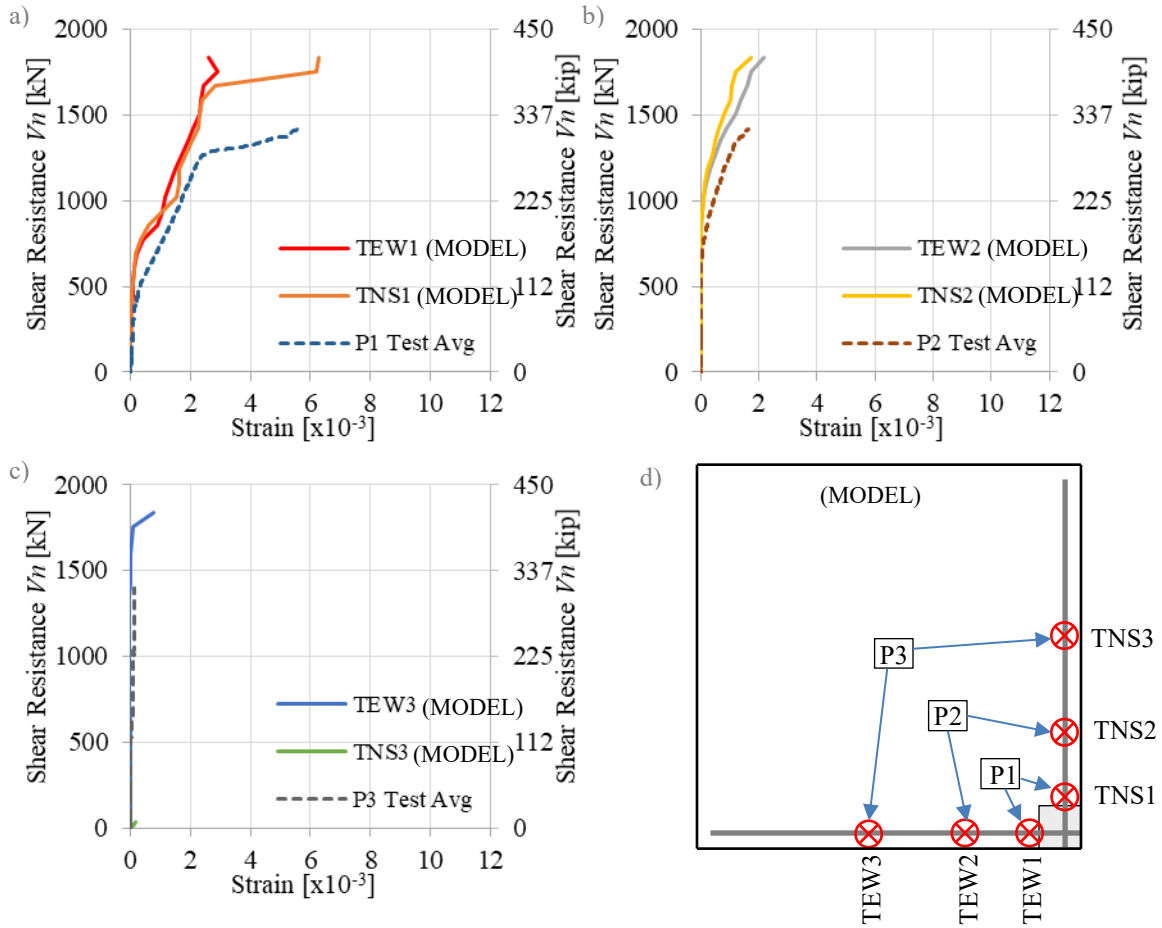 a)
Shear Resistance Vn [kN]
2000
1500
1000
500
0
450
337
225
112
0
Shear Resistance Vn [kip]
TEW1 (MODEL)
TNS1 (MODEL)
P1 Test Avg
0 2 4 6 8 10 12
Strain [x10-3]
b)
Shear Resistance Vn [kN]
2000
1500
1000
500
0
450
337
225
112
0
Shear Resistance Vn [kip]
TEW2 (MODEL)
TNS2 (MODEL)
P2 Test Avg
0 2 4 6 8 10 12
Strain [x10-3]
c)
Shear Resistance Vn [kN]
2000
1500
1000
500
0
450
337
225
112
0
Shear Resistance Vn [kip]
TEW3 (MODEL)
TNS3 (MODEL)
P3 Test Avg
0 2 4 6 8 10 12
Strain [x10-3]
d)
(MODEL)
P3
TNS3
P2
TNS2
P1
TNS1
TEW3
TEW2
TEW1